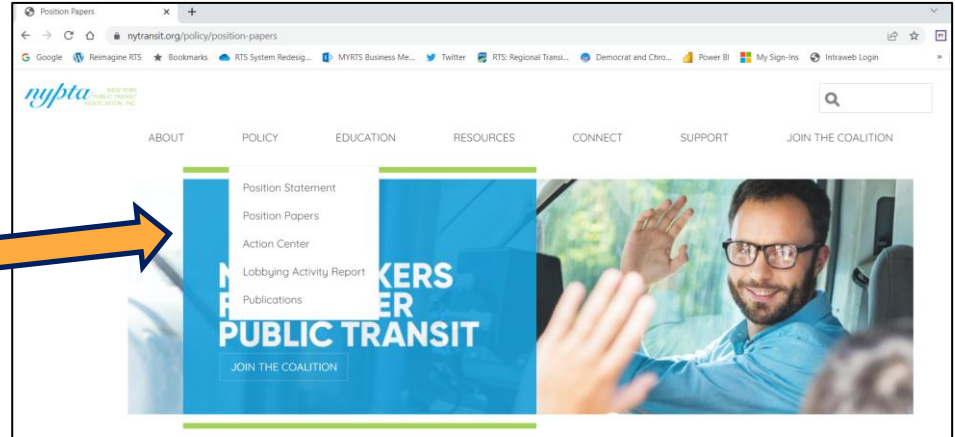 Position Papers
nytransit.org/policy/position-papers
Google Reimagine RTS Bookmarks RTS System Redesig... MYRTS Business Me... Twitter RTS: Regional Transi... Democrat and Chro... Power BI My Sign-Ins Intraweb Login »
nypta NEW YORK PUBLIC TRANSIT ASSOCIATION, INC.
ABOUT POLICY EDUCATION RESOURCES CONNECT SUPPORT JOIN THE COALITION
Position Statement
Position Papers
Action Center
Lobbying Activity Report
Publications
PUBLIC TRANSIT
JOIN THE COALITION